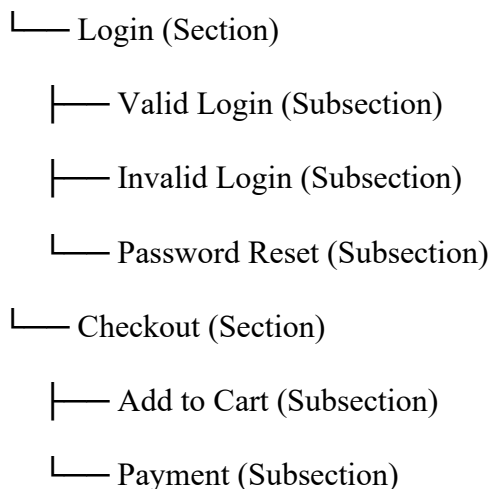 └── Login (Section)
├── Valid Login (Subsection)
├── Invalid Login (Subsection)
└── Password Reset (Subsection)
└── Checkout (Section)
├── Add to Cart (Subsection)
└── Payment (Subsection)